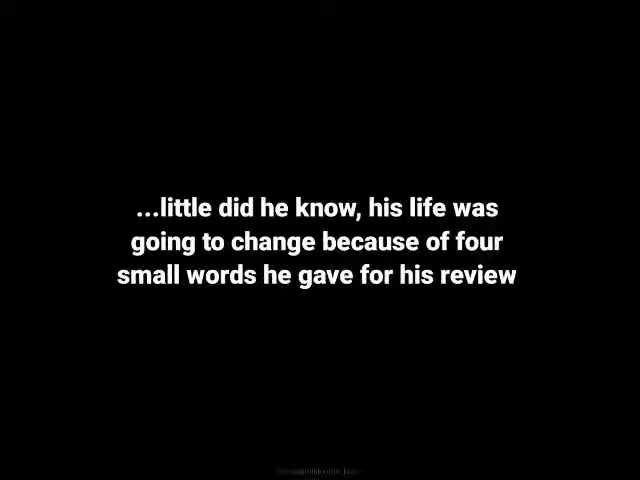 ...little did he know, his life was
going to change because of four
small words he gave for his review